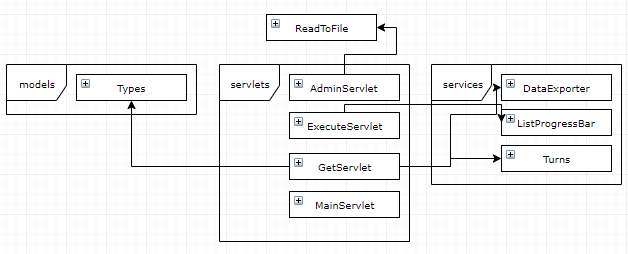 ReadToFile
models
Types
servlets
AdminServlet
ExecuteServlet
GetServlet
MainServlet
services
DataExporter
ListProgressBar
Turns